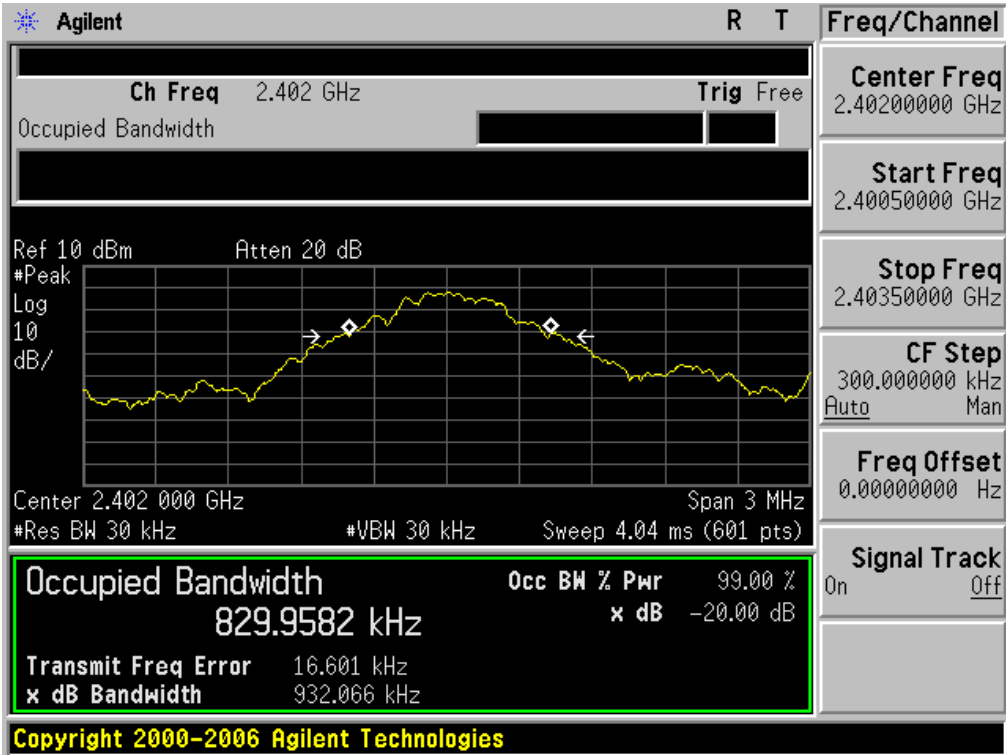 Agilent R T
Ch Freq 2.402 GHz Trig Free
Occupied Bandwidth
Ref 10 dBm Atten 20 dB
#Peak
Log
10
dB/
Center 2.402 000 GHz Span 3 MHz
#Res BW 30 kHz #VBW 30 kHz Sweep 4.04 ms (601 pts)
Occupied Bandwidth
829.9582 kHz
Occ BW % Pwr 99.00 %
x dB -20.00 dB
Transmit Freq Error 16.601 kHz
x dB Bandwidth 932.066 kHz
Copyright 2000-2006 Agilent Technologies
Freq/Channel
Center Freq
2.40200000 GHz
Start Freq
2.40050000 GHz
Stop Freq
2.40350000 GHz
CF Step
300.000000 kHz
Auto Man
Freq Offset
0.00000000 Hz
Signal Track
On Off